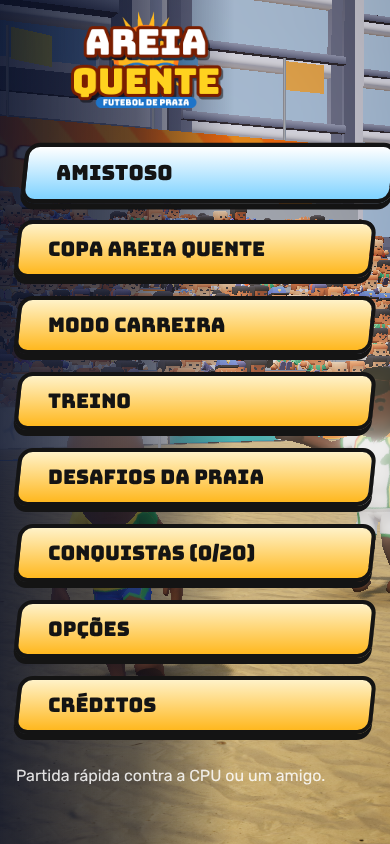 AREIA
QUENTE
FUTEBOL DE PRAIA
AMISTOSO
COPA AREIA QUENTE
MODO CARREIRA
TREINO
DESAFIOS DA PRAIA
CONQUISTAS (0/20)
OPÇÕES
CRÉDITOS
Partida rápida contra a CPU ou um amigo.